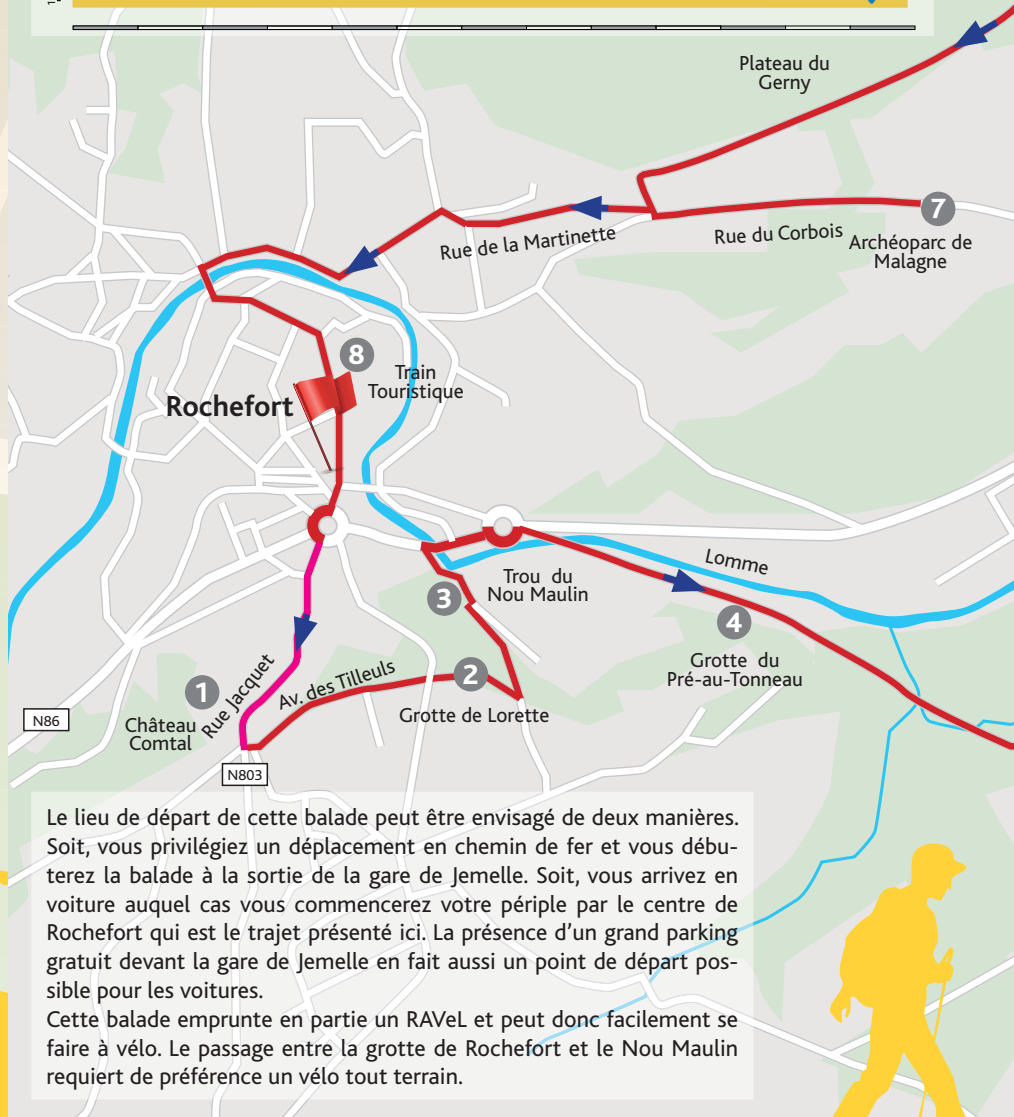 Plateau du
Gerny
7
Rue de la Martinette
Rue du Corbois
Archéoparc de
Malagne
8
Train
Touristique
Rochefort
Lomme
Trou du
Nou Maulin
3
4
Grotte du
Pré-au-Tonneau
2
Av. des Tilleuls
Grotte de Lorette
1
Rue Jacquet
Château
Comtal
N86
N803
Le lieu de départ de cette balade peut être envisagé de deux manières.
Soit, vous privilégiez un déplacement en chemin de fer et vous débu-
terez la balade à la sortie de la gare de Jemelle. Soit, vous arrivez en
voiture auquel cas vous commencerez votre périple par le centre de
Rochefort qui est le trajet présenté ici. La présence d'un grand parking
gratuit devant la gare de Jemelle en fait aussi un point de départ pos-
sible pour les voitures.
Cette balade emprunte en partie un RAVeL et peut donc facilement se
faire à vélo. Le passage entre la grotte de Rochefort et le Nou Maulin
requiert de préférence un vélo tout terrain.